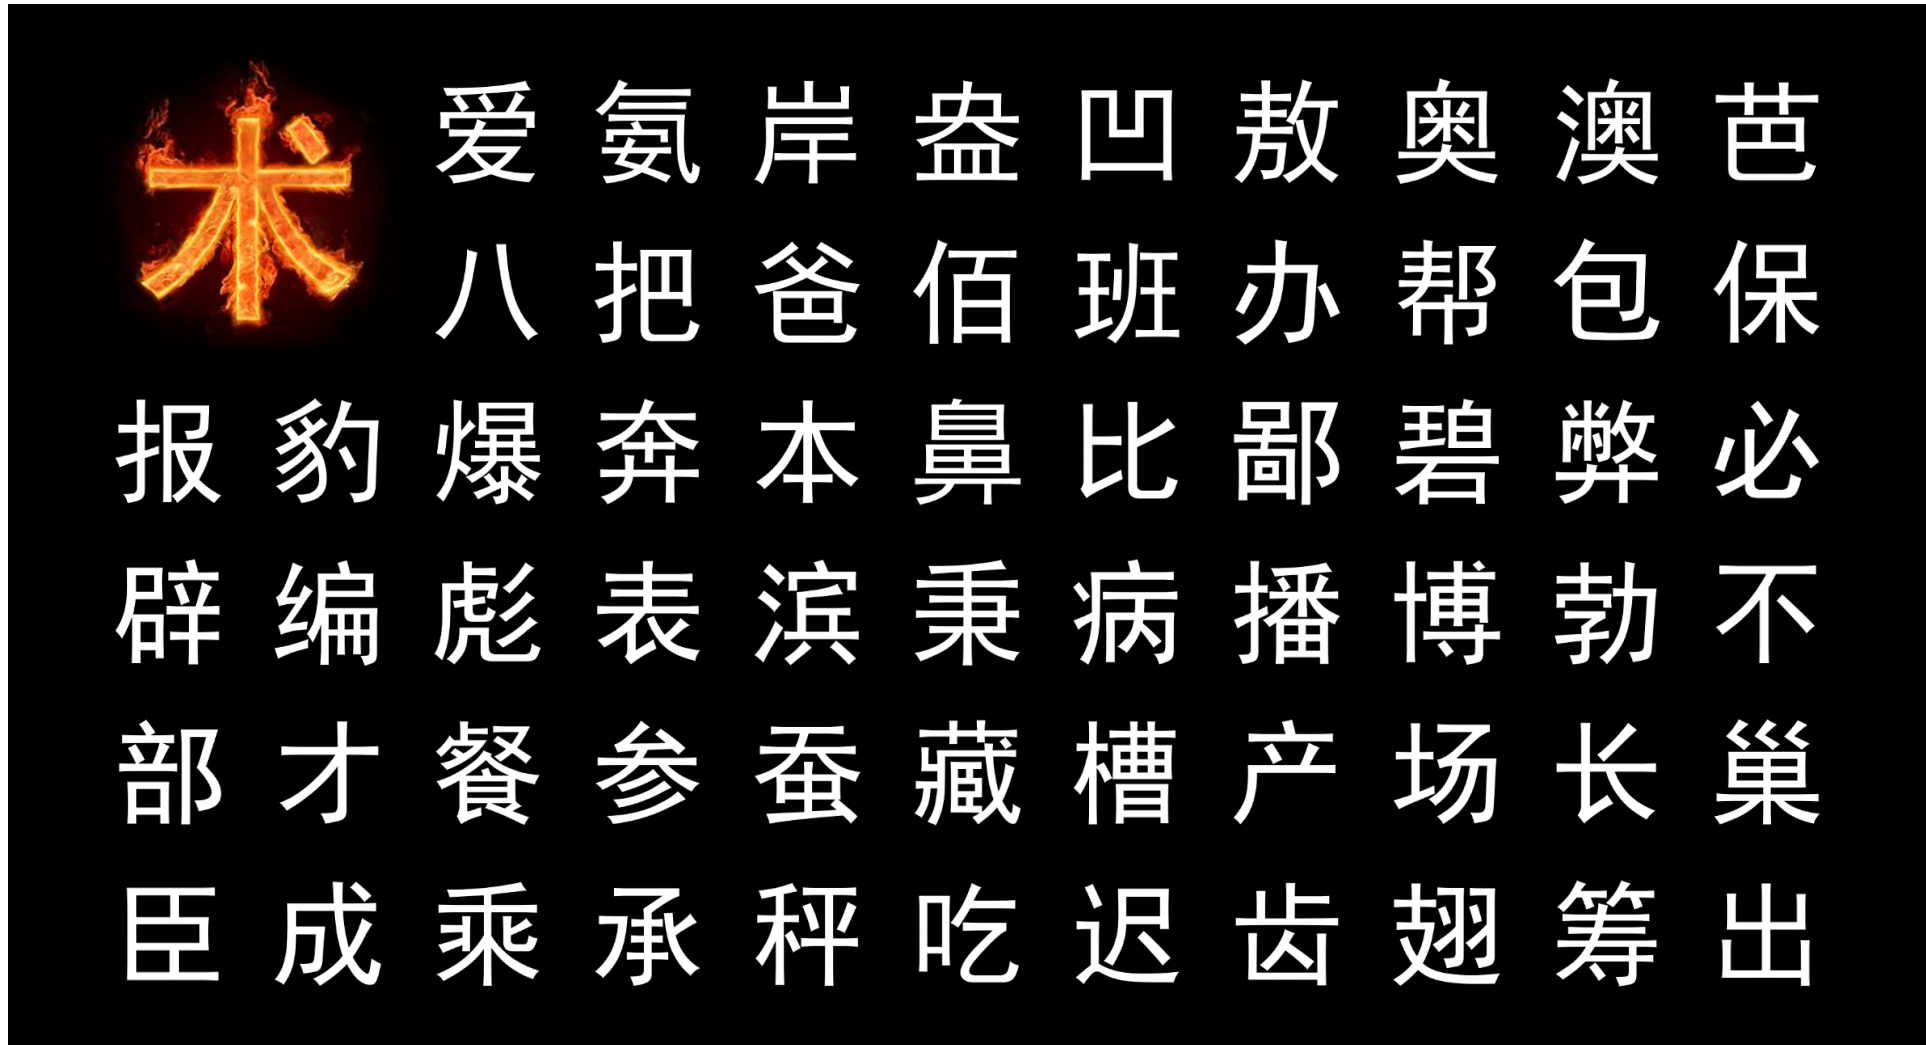 术
爱氨岸盎凹敖奥澳芭
八把爸佰班办帮包保
报豹爆奔本鼻比鄙碧弊必
辟编彪表滨秉病播博勃不
部才餐参蚕藏槽产场长巢
臣成乘承秤吃迟齿翅筹出